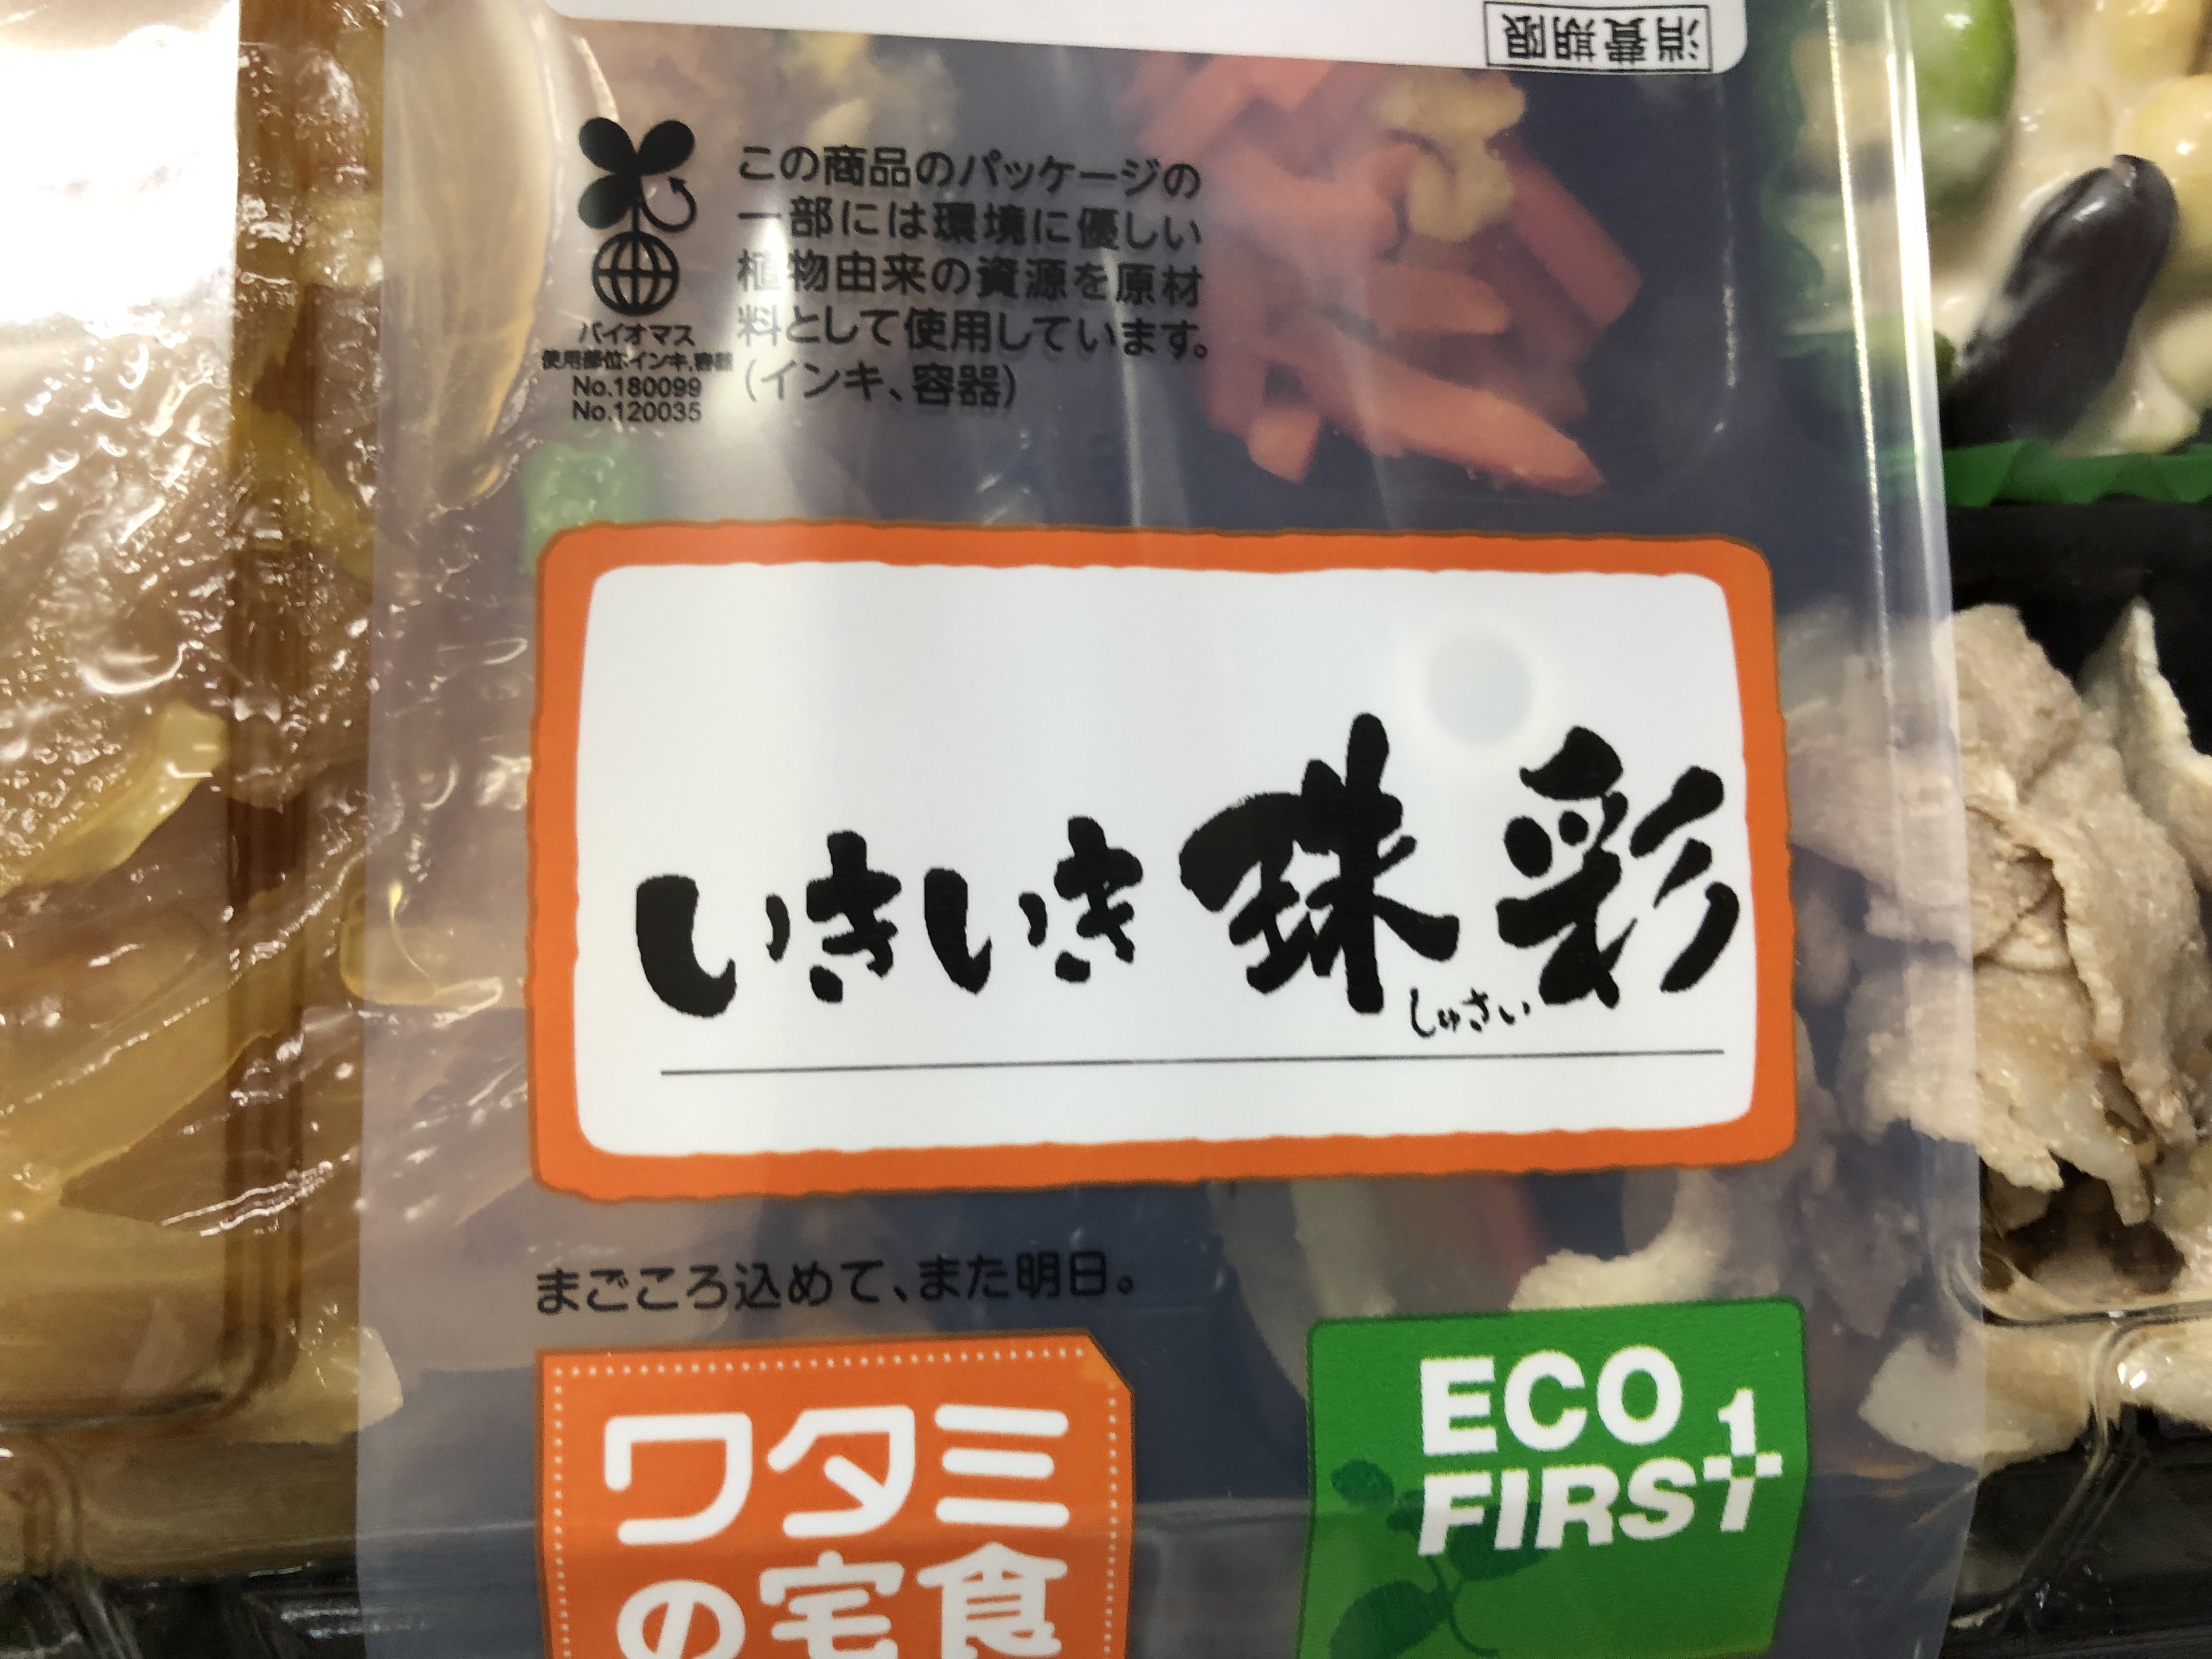 消費期限
この商品のパッケージの
一部には環境に優しい
植物由来の資源を原材
料として使用しています。
(インキ、容器)
バイオマス
使用部位:インキ,容器
No.180099
No.120035
いきいき珠彩
しゅさい
まごころ込めて、また明日。
ワタミ
の宅食
ECO
FIRST
1